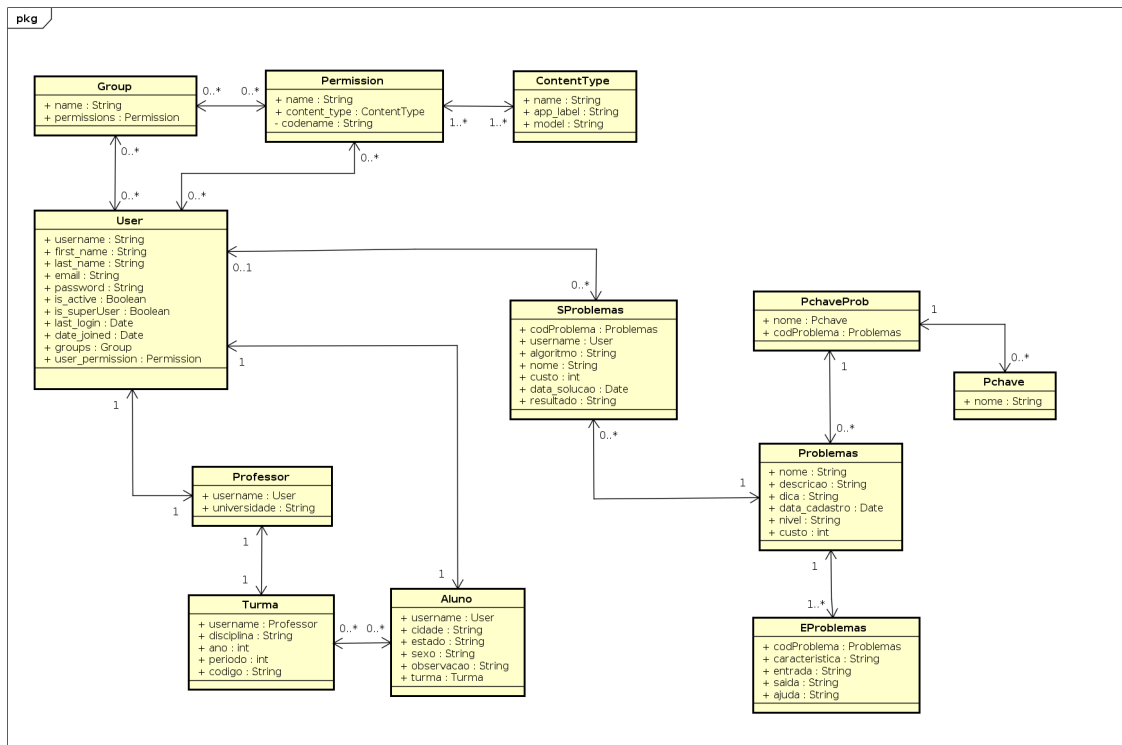 pkg
Group
+ name : String
+ permissions : Permission
0..*
0..*
Permission
+ name : String
+ content_type : ContentType
- codename : String
1..*
1..*
ContentType
+ name : String
+ app_label : String
+ model : String
0..*
0..*
0..*
0..*
User
+ username : String
+ first_name : String
+ last_name : String
+ email : String
+ password : String
+ is_active : Boolean
+ is_superUser : Boolean
+ last_login : Date
+ date_joined : Date
+ groups : Group
+ user_permission : Permission
0..1
0..*
1
1
SProblemas
+ codProblema : Problemas
+ username : User
+ algoritmo : String
+ nome : String
+ custo : int
+ data_solucao : Date
+ resultado : String
0..*
1
PchaveProb
+ nome : Pchave
+ codProblema : Problemas
1
0..*
Pchave
+ nome : String
1
0..*
Problemas
+ nome : String
+ descricao : String
+ dica : String
+ data_cadastro : Date
+ nivel : String
+ custo : int
1
1..*
EProblemas
+ codProblema : Problemas
+ caracteristica : String
+ entrada : String
+ saida : String
+ ajuda : String
Professor
+ username : User
+ universidade : String
1
1
1
Turma
+ username : Professor
+ disciplina : String
+ ano : int
+ periodo : int
+ codigo : String
0..*
0..*
1
Aluno
+ username : User
+ cidade : String
+ estado : String
+ sexo : String
+ observacao : String
+ turma : Turma